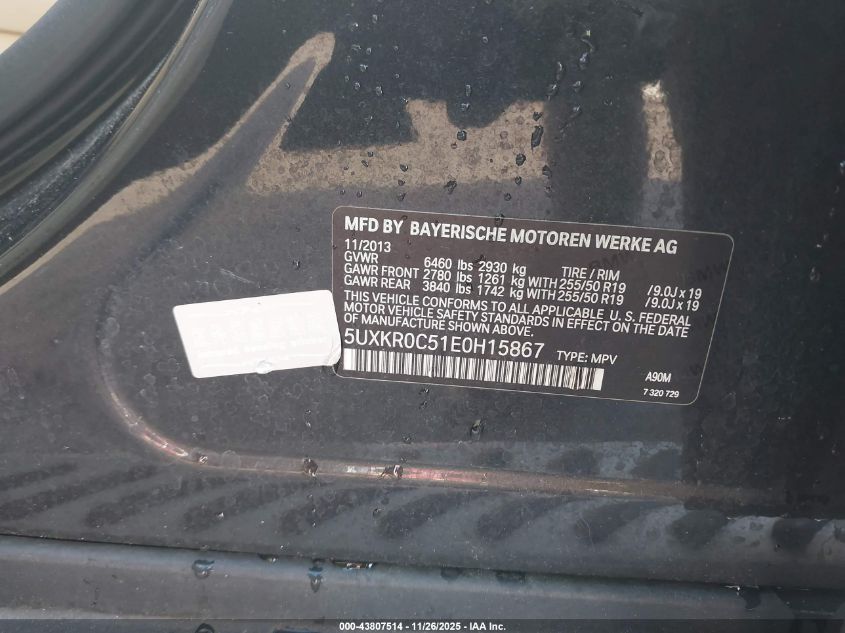 MFD BY BAYERISCHE MOTOREN WERKE AG
11/2013
GVWR 6460 lbs 2930 kg TIRE / RIM
GAWR FRONT 2780 lbs 1261 kg WITH 255/50 R19 / 9.0J x 19
GAWR REAR 3840 lbs 1742 kg WITH 255/50 R19 / 9.0J x 19
THIS VEHICLE CONFORMS TO ALL APPLICABLE U.S. FEDERAL
MOTOR VEHICLE SAFETY STANDARDS IN EFFECT ON THE DATE
OF MANUFACTURE SHOWN ABOVE.
5UXKR0C51E0H15867 TYPE: MPV
A90M
7 320 729
000-43807514 - 11/26/2025 - IAA Inc.